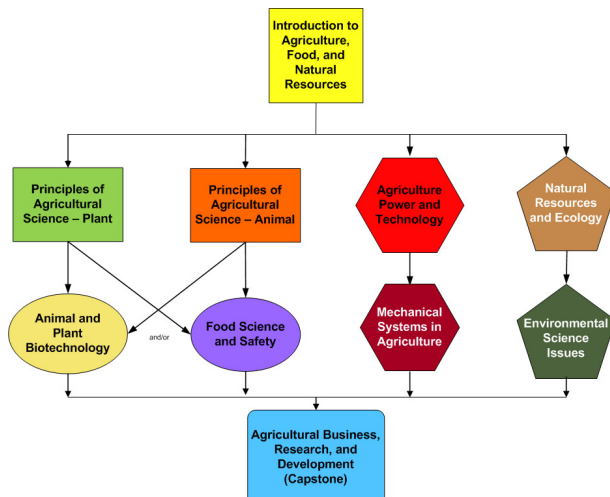 Introduction to
Agriculture,
Food, and
Natural
Resources
Principles of
Agricultural
Science – Plant
Principles of
Agricultural
Science – Animal
Agriculture
Power and
Technology
Natural
Resources
and Ecology
Animal and
Plant
Biotechnology
and/or
Food Science
and Safety
Mechanical
Systems in
Agriculture
Environmental
Science
Issues
Agricultural Business,
Research, and
Development
(Capstone)